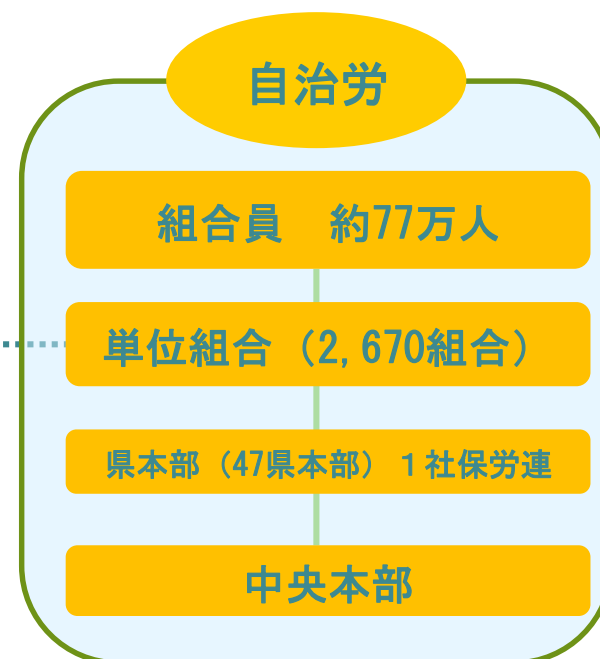 自治労
組合員　約77万人
単位組合（2,670組合）
県本部（47県本部）１社保労連
中央本部